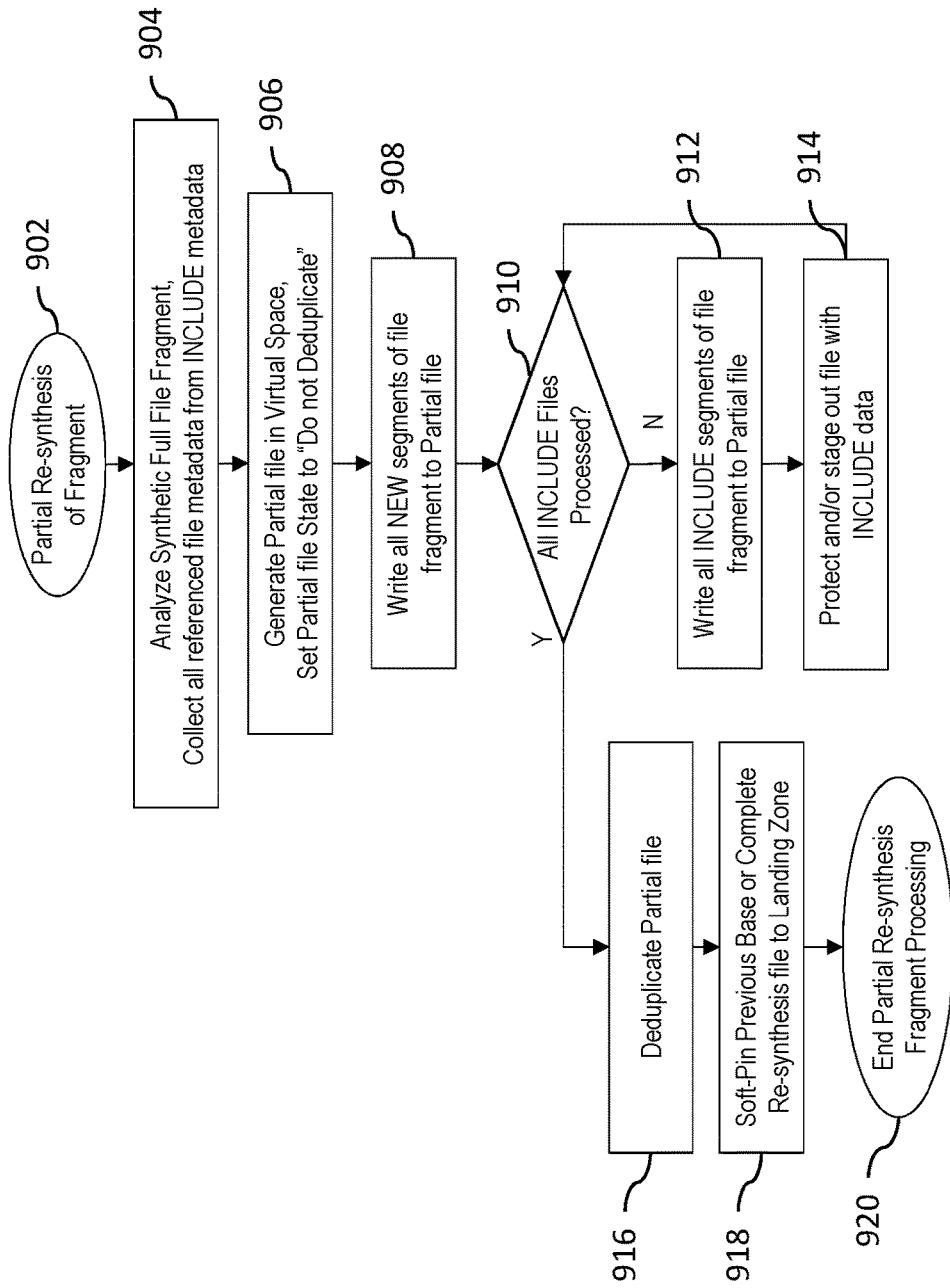 902
Partial Re-synthesis
of Fragment
904
Analyze Synthetic Full File Fragment,
Collect all referenced file metadata from INCLUDE metadata
906
Generate Partial file in Virtual Space,
Set Partial file State to “Do not Deduplicate”
908
Write all NEW segments of file
fragment to Partial file
910
All INCLUDE Files
Processed?
Y
N
912
Write all INCLUDE segments of file
fragment to Partial file
914
Protect and/or stage out file with
INCLUDE data
916
Deduplicate Partial file
918
Soft-Pin Previous Base or Complete
Re-synthesis file to Landing Zone
920
End Partial Re-synthesis
Fragment Processing